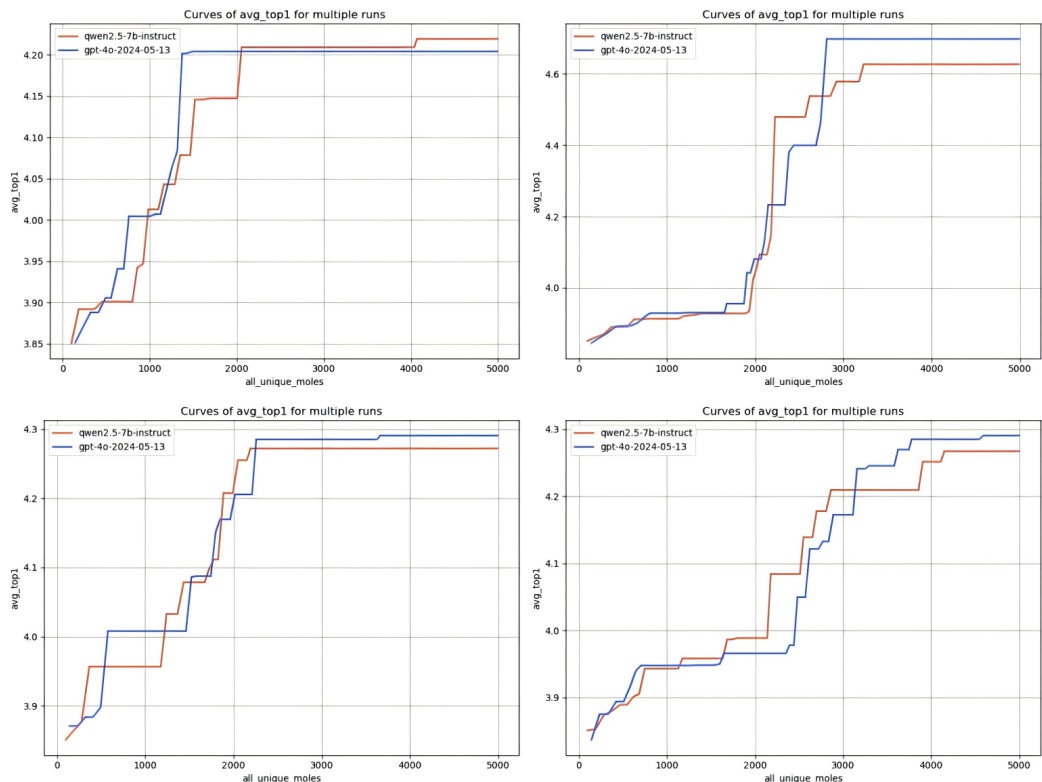 Curves of avg_top1 for multiple runs
qwen2.5-7b-instruct
gpt-4o-2024-05-13
4.20
4.15
4.10
4.05
4.00
3.95
3.90
3.85
avg_top1
0 1000 2000 3000 4000 5000
all_unique_moles
Curves of avg_top1 for multiple runs
qwen2.5-7b-instruct
gpt-4o-2024-05-13
4.6
4.4
4.2
4.0
avg_top1
0 1000 2000 3000 4000 5000
all_unique_moles
Curves of avg_top1 for multiple runs
qwen2.5-7b-instruct
gpt-4o-2024-05-13
4.3
4.2
4.1
4.0
3.9
avg_top1
0 1000 2000 3000 4000 5000
all_unique_moles
Curves of avg_top1 for multiple runs
qwen2.5-7b-instruct
gpt-4o-2024-05-13
4.3
4.2
4.1
4.0
3.9
avg_top1
0 1000 2000 3000 4000 5000
all_unique_moles